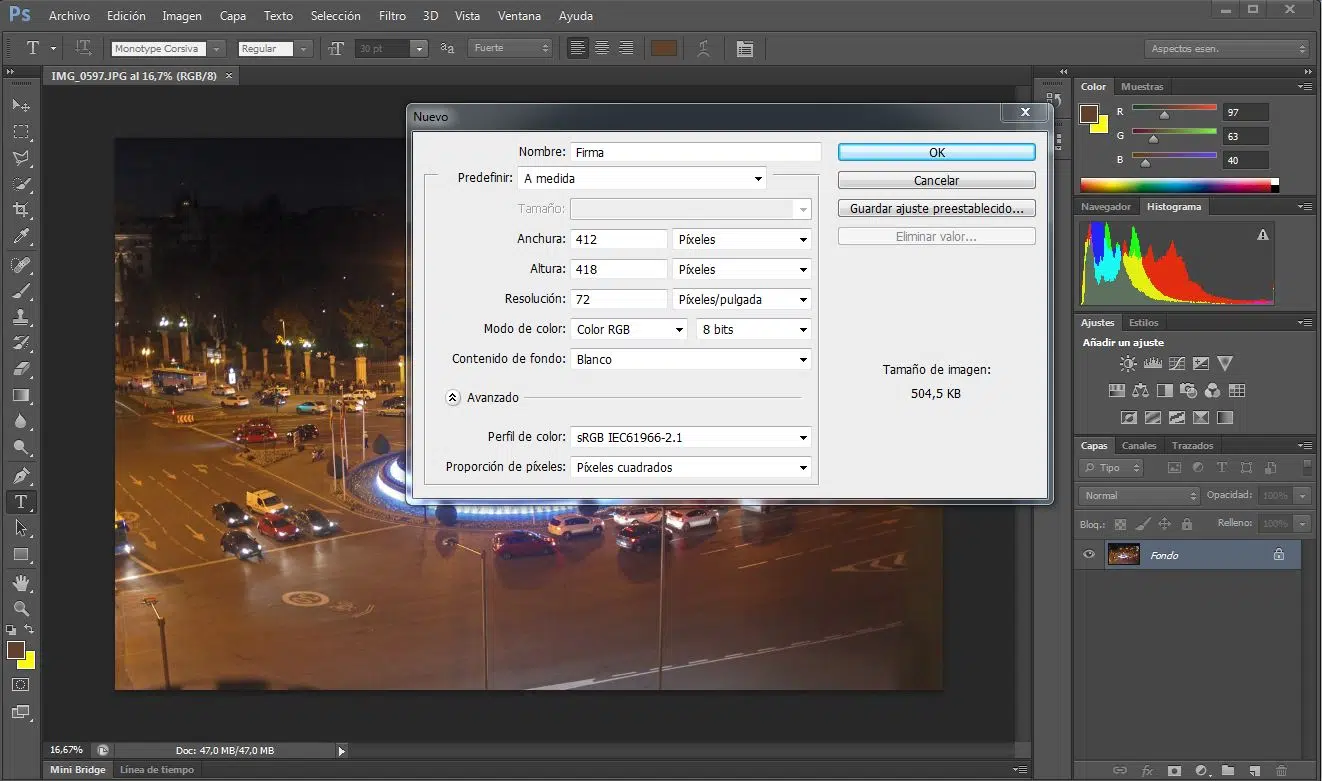 Ps Archivo Edición Imagen Capa Texto Selección Filtro 3D Vista Ventana Ayuda
T Monotype Corsiva Regular 30 pt aa Fuerte Aspectos esen.
IMG_0597.JPG al 16,7% (RGB/8) ×
Nuevo
Nombre: Firma
OK
Predefinir: A medida
Cancelar
Tamaño:
Guardar ajuste preestablecido...
Anchura: 412 Píxeles
Eliminar valor...
Altura: 418 Píxeles
Resolución: 72 Píxeles/pulgada
Modo de color: Color RGB 8 bits
Contenido de fondo: Blanco
Tamaño de imagen:
504,5 KB
Avanzado
Perfil de color: sRGB IEC61966-2.1
Proporción de píxeles: Píxeles cuadrados
Color Muestras
R 97
G 63
B 40
Navegador Histograma
Ajustes Estilos
Añadir un ajuste
Capas Canales Trazados
Tipo
Normal Opacidad: 100%
Bloq.: Relleno: 100%
Fondo
fx
16,67% Doc: 47,0 MB/47,0 MB
Mini Bridge Línea de tiempo